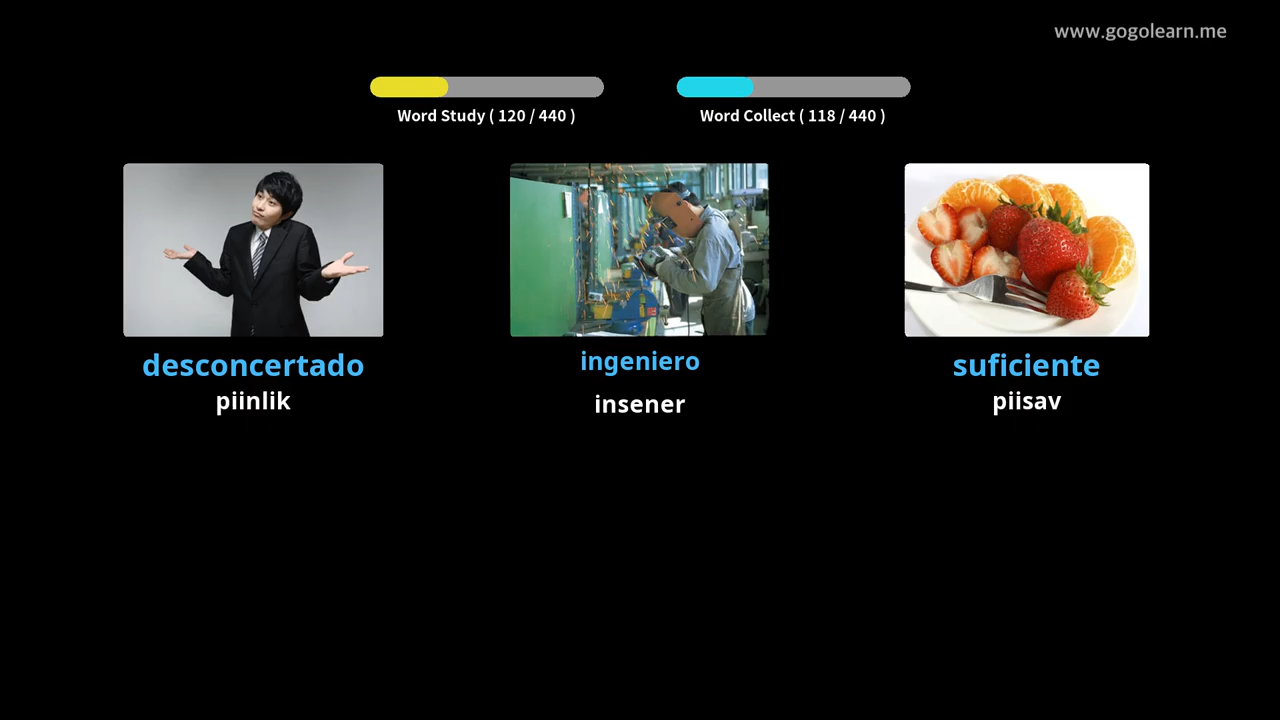 www.gogolearn.me
Word Study ( 120 / 440 )
Word Collect ( 118 / 440 )
desconcertado
piinlik
ingeniero
insener
suficiente
piisav